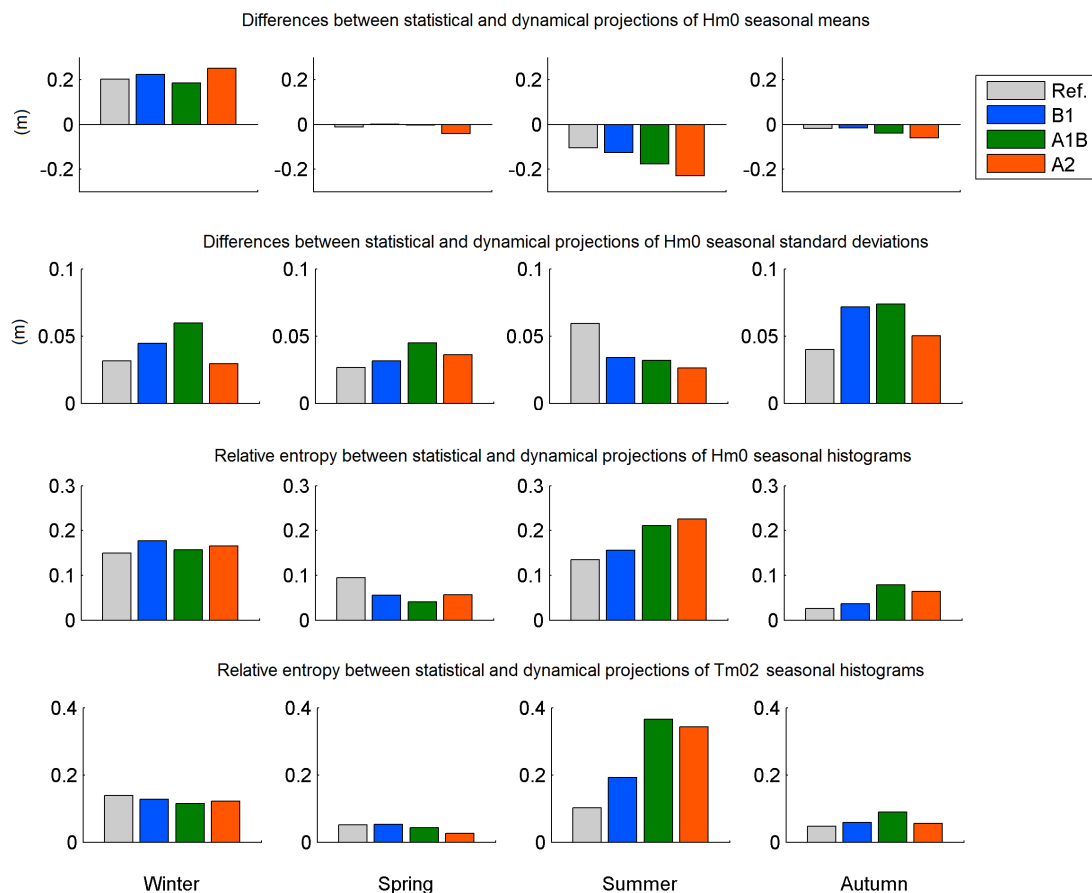 Differences between statistical and dynamical projections of Hm0 seasonal means
0.2 0.2 0.2 0.2
0 0 0 0
-0.2 -0.2 -0.2 -0.2
(m)
Ref.
B1
A1B
A2
Differences between statistical and dynamical projections of Hm0 seasonal standard deviations
0.1 0.1 0.1 0.1
0.05 0.05 0.05 0.05
0 0 0 0
(m)
Relative entropy between statistical and dynamical projections of Hm0 seasonal histograms
0.3 0.3 0.3 0.3
0.2 0.2 0.2 0.2
0.1 0.1 0.1 0.1
0 0 0 0
Relative entropy between statistical and dynamical projections of Tm02 seasonal histograms
0.4 0.4 0.4 0.4
0.2 0.2 0.2 0.2
0 0 0 0
Winter Spring Summer Autumn